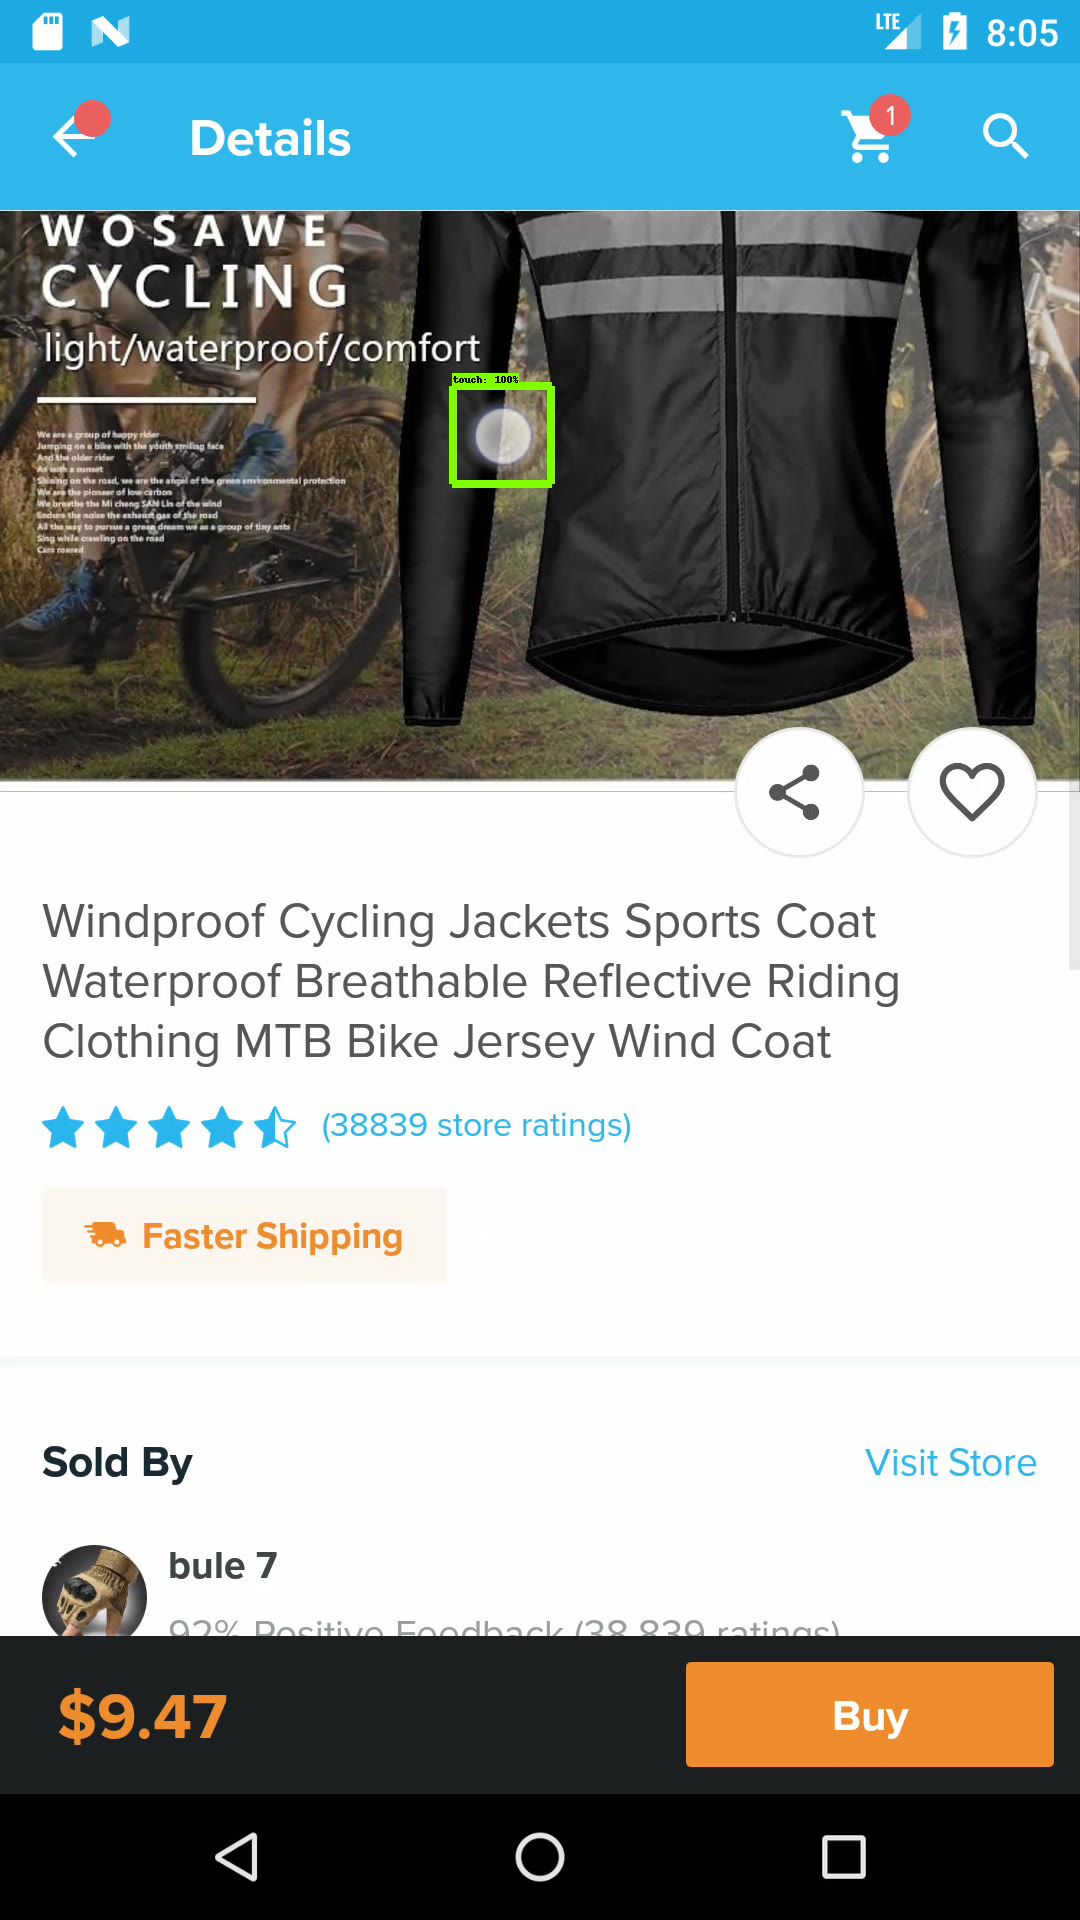 LTE 8:05
Details
1
WOSAWE
CYCLING
light/waterproof/comfort
touch: 100%
We are a group of happy rider
Jumping on a bike with the youth smiling face
And the older rider
As with a sunset
Shining on the road, we are the angel of the green environmental protection
We are the pioneer of low carbon
We breathe the Mi cheng SAN Lin of the wind
Endure the noise the exhaust gas of the road
All the way to pursue a green dream we as a group of tiny ants
Sing while crawling on the road
Care roared
Windproof Cycling Jackets Sports Coat
Waterproof Breathable Reflective Riding
Clothing MTB Bike Jersey Wind Coat
(38839 store ratings)
Faster Shipping
Sold By
Visit Store
bule 7
92% Positive Feedback (38,839 ratings)
$9.47
Buy